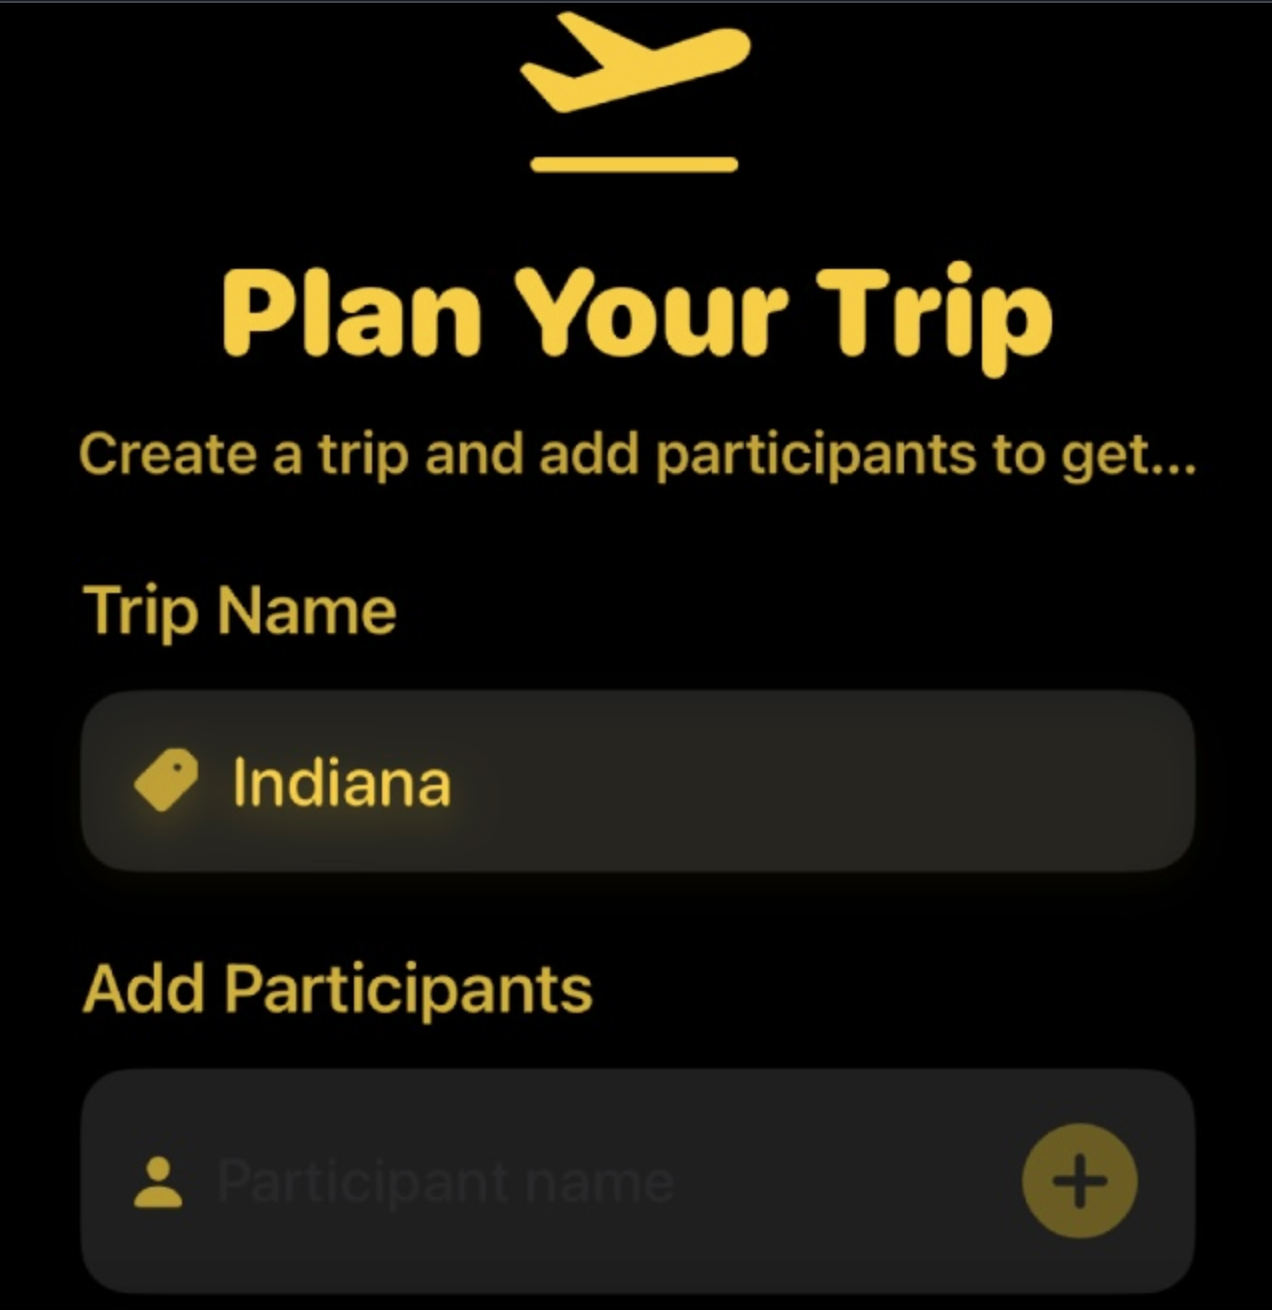 Plan Your Trip
Create a trip and add participants to get...
Trip Name
Indiana
Add Participants
Participant name